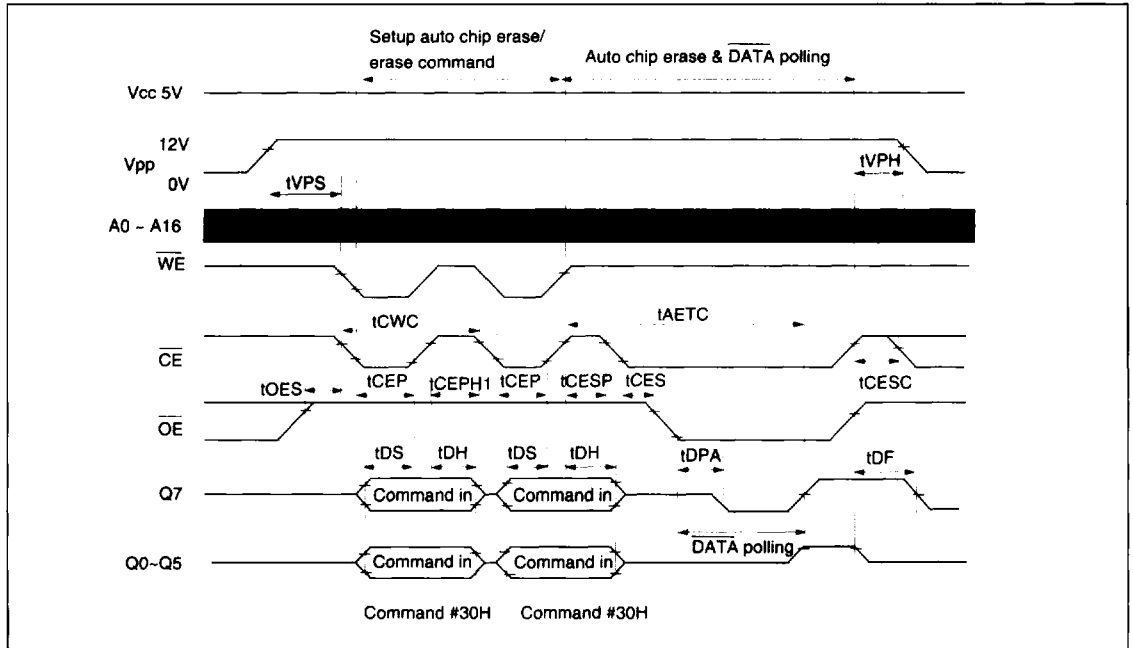 Setup auto chip erase/
erase command
Auto chip erase & DATA polling
Vcc 5V
12V
Vpp
0V
tVPS
tVPH
A0 ~ A16
WE
tCWC
tAETC
CE
tOES
tCEP
tCEPH1
tCEP
tCESP
tCES
tCESC
OE
tDS
tDH
tDS
tDH
tDPA
tDF
Q7
Command in
Command in
DATA polling
Q0~Q5
Command in
Command in
Command #30H
Command #30H